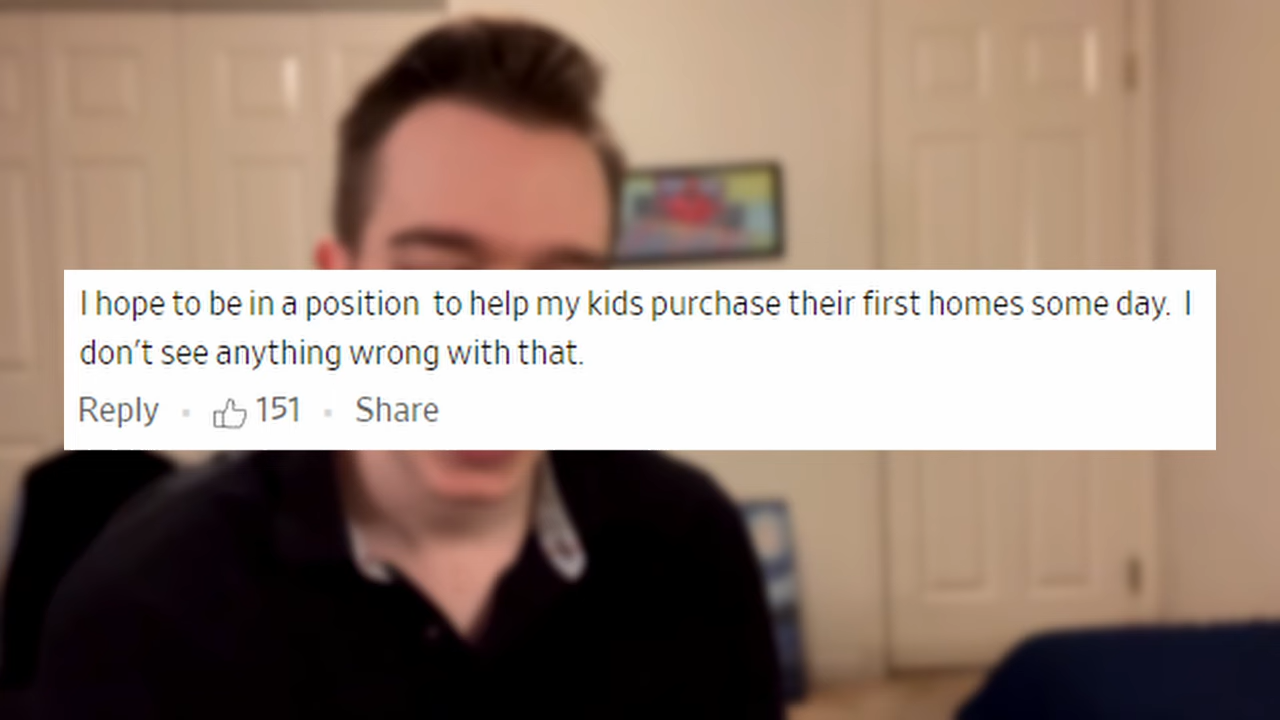 I hope to be in a position  to help my kids purchase their first homes some day.  I
don’t see anything wrong with that.
Reply • 151 • Share